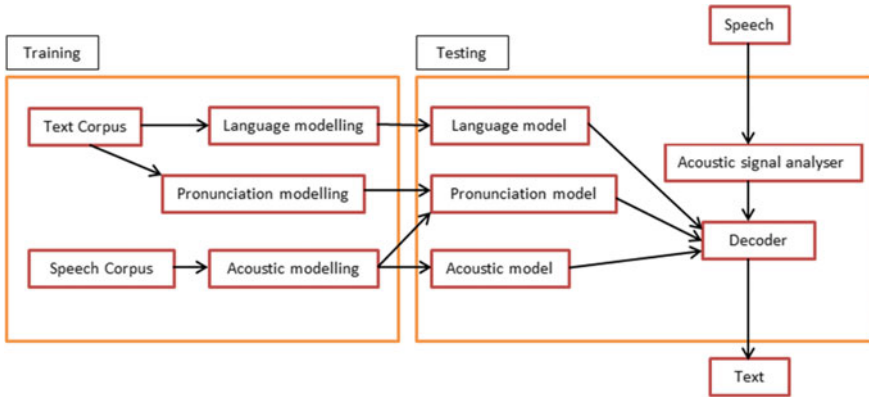 Training
Testing
Speech
Text Corpus
Language modelling
Language model
Acoustic signal analyser
Pronunciation modelling
Pronunciation model
Decoder
Speech Corpus
Acoustic modelling
Acoustic model
Text